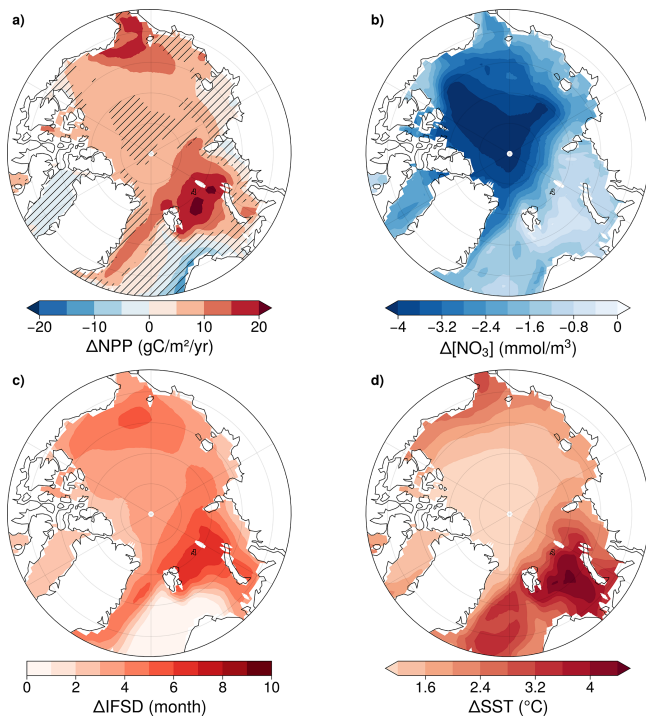 a)
b)
−20 −10 0 10 20
ΔNPP (gC/m²/yr)
−4 −3.2 −2.4 −1.6 −0.8 0
Δ[NO₃] (mmol/m³)
c)
d)
0 2 4 6 8 10
ΔIFSD (month)
1.6 2.4 3.2 4
ΔSST (°C)